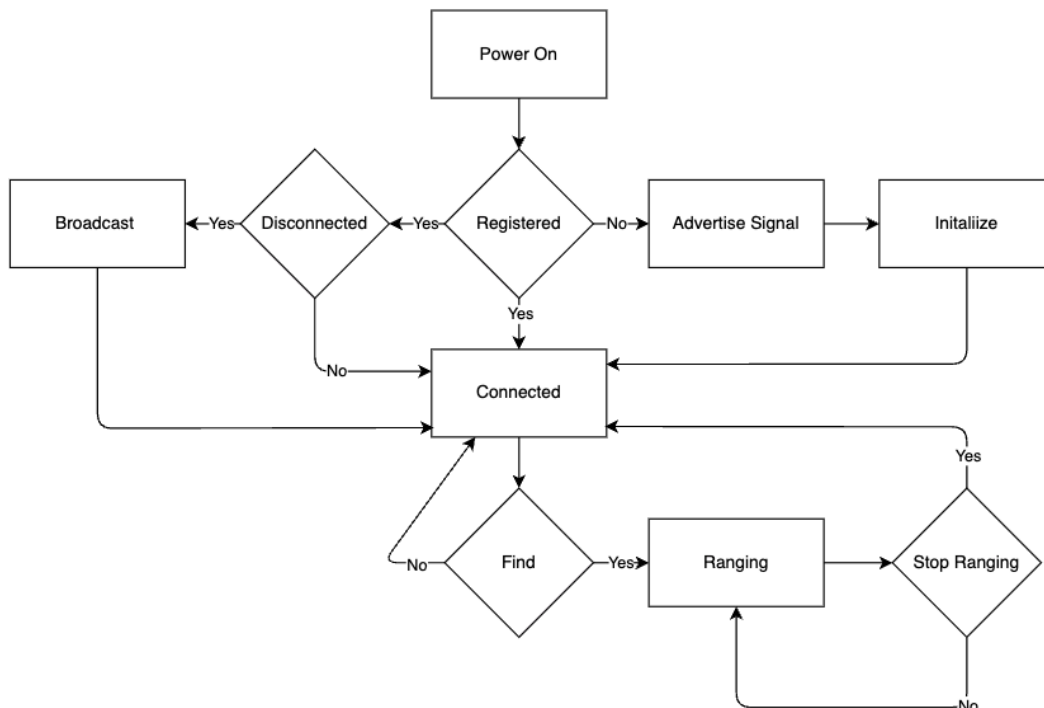 Power On
Broadcast
Yes
Disconnected
Yes
Registered
No
Advertise Signal
Initaliize
Yes
No
Connected
Yes
No
Find
Yes
Ranging
Stop Ranging
No